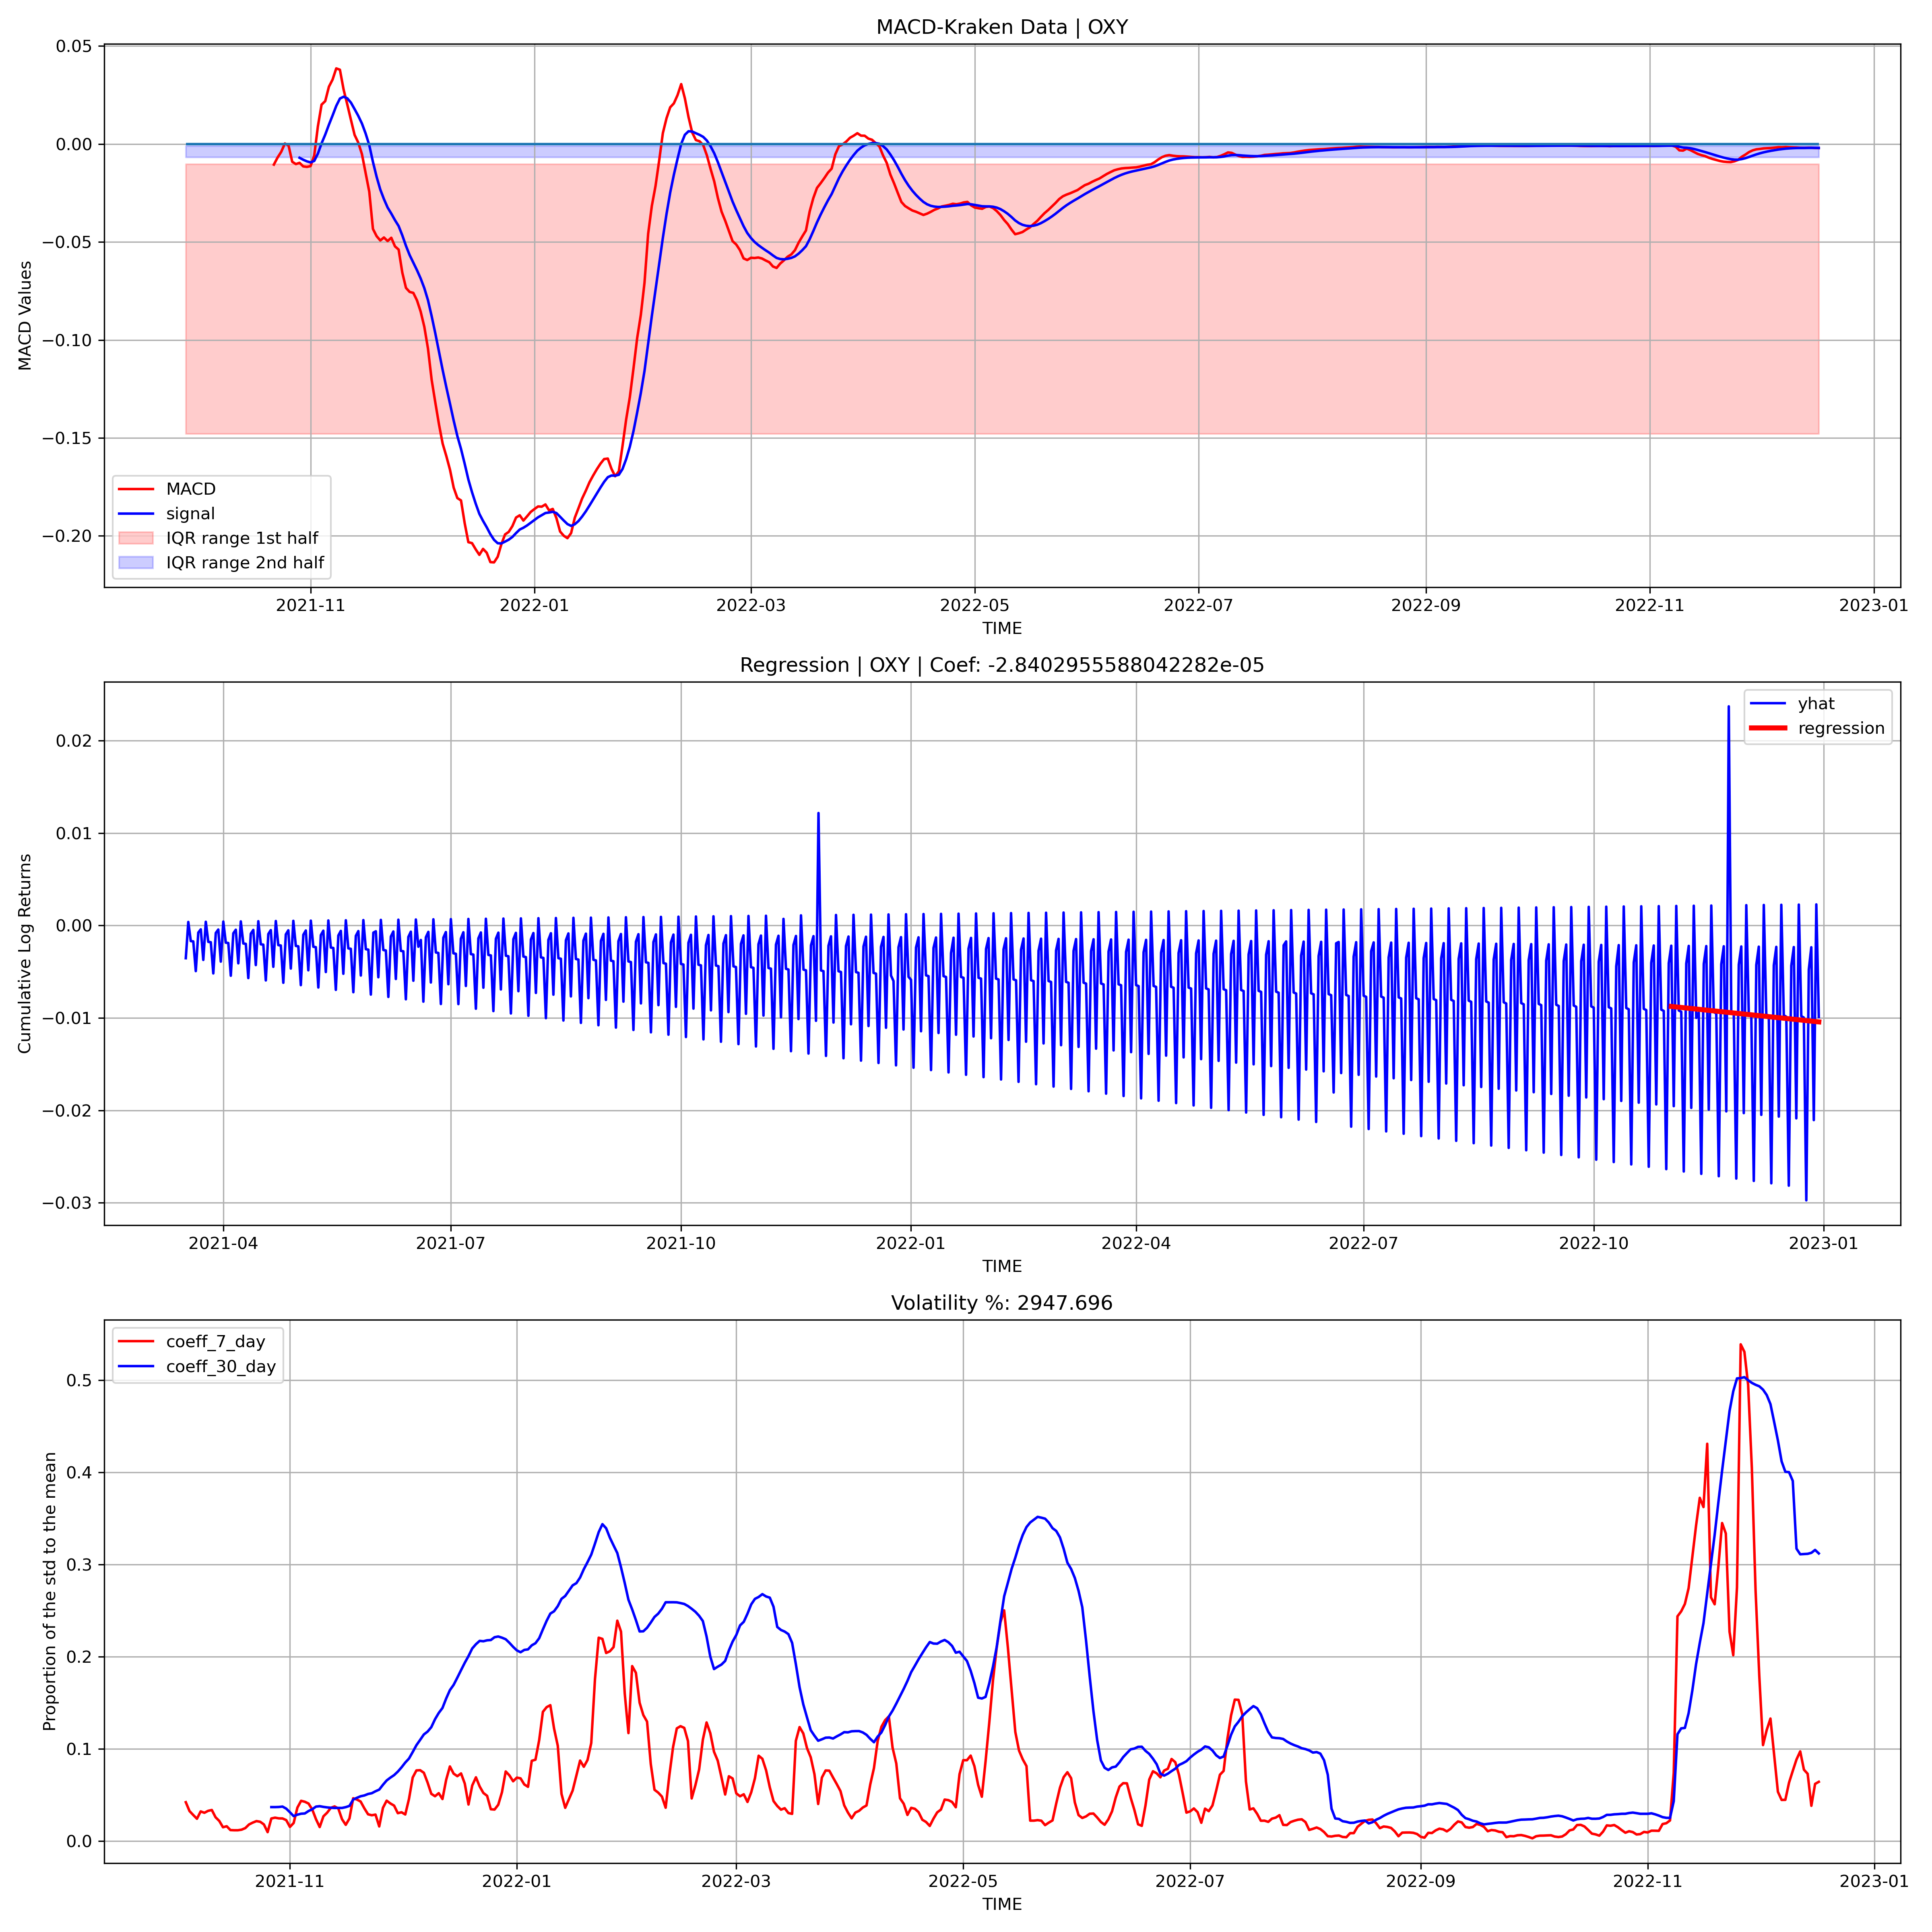 MACD-Kraken Data | OXY
0.05
0.00
−0.05
−0.10
−0.15
−0.20
MACD Values
MACD
signal
IQR range 1st half
IQR range 2nd half
2021-11 2022-01 2022-03 2022-05 2022-07 2022-09 2022-11 2023-01
TIME
Regression | OXY | Coef: -2.8402955588042282e-05
0.02
0.01
0.00
−0.01
−0.02
−0.03
Cumulative Log Returns
yhat
regression
2021-04 2021-07 2021-10 2022-01 2022-04 2022-07 2022-10 2023-01
TIME
Volatility %: 2947.696
coeff_7_day
coeff_30_day
0.5
0.4
0.3
0.2
0.1
0.0
Proportion of the std to the mean
2021-11 2022-01 2022-03 2022-05 2022-07 2022-09 2022-11 2023-01
TIME